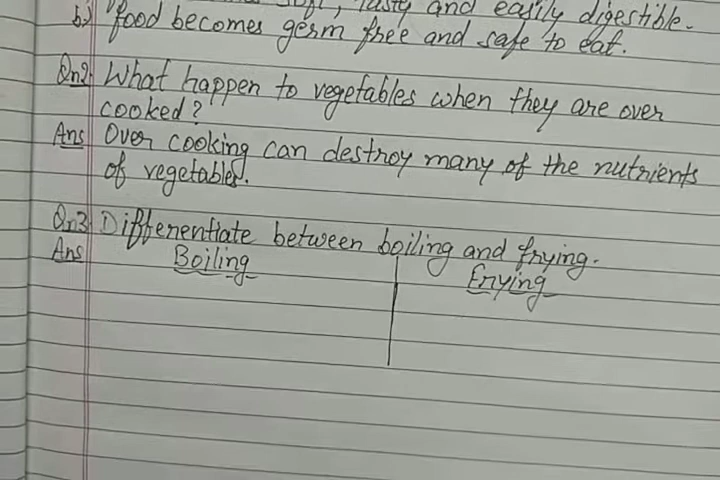 soft, tasty and easily digestible.
b) food becomes germ free and safe to eat.
Qn2. What happen to vegetables when they are over
cooked?
Ans Over cooking can destroy many of the nutrients
of vegetables.
Qn3. Differentiate between boiling and frying.
Ans Boiling Frying